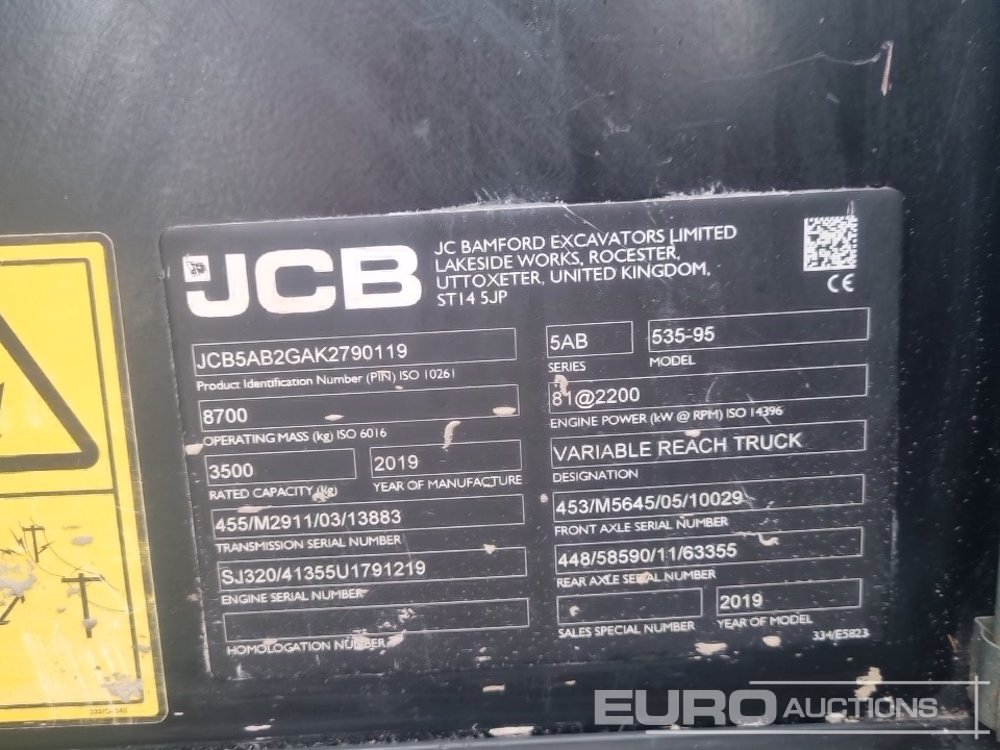 JCB
JC BAMFORD EXCAVATORS LIMITED
LAKESIDE WORKS, ROCESTER,
UTTOXETER, UNITED KINGDOM,
ST14 5JP
CE
JCB5AB2GAK2790119
Product Identification Number (PIN) ISO 10261
8700
OPERATING MASS (kg) ISO 6016
3500
RATED CAPACITY (kg)
2019
YEAR OF MANUFACTURE
455/M2911/03/13883
TRANSMISSION SERIAL NUMBER
SJ320/41355U1791219
ENGINE SERIAL NUMBER
HOMOLOGATION NUMBER
5AB
SERIES
535-95
MODEL
81@2200
ENGINE POWER (kW @ RPM) ISO 14396
VARIABLE REACH TRUCK
DESIGNATION
453/M5645/05/10029
FRONT AXLE SERIAL NUMBER
448/58590/11/63355
REAR AXLE SERIAL NUMBER
SALES SPECIAL NUMBER
2019
YEAR OF MODEL
334/E5823
EURO AUCTIONS